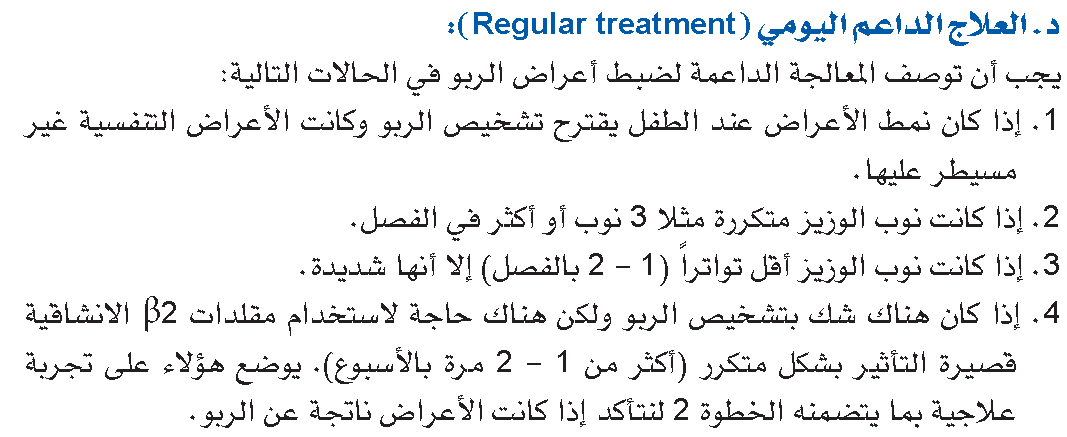 د. العلاج الداعم اليومي (Regular treatment):
يجب أن توصف المعالجة الداعمة لضبط أعراض الربو في الحالات التالية:
1. إذا كان نمط الأعراض عند الطفل يقترح تشخيص الربو وكانت الأعراض التنفسية غير
مسيطر عليها.
2. إذا كانت نوب الوزيز متكررة مثلا 3 نوب أو أكثر في الفصل.
3. إذا كانت نوب الوزيز أقل تواتراً (1 – 2 بالفصل) إلا أنها شديدة.
4. إذا كان هناك شك بتشخيص الربو ولكن هناك حاجة لاستخدام مقلدات β2 الانشاقية
قصيرة التأثير بشكل متكرر (أكثر من 1 – 2 مرة بالأسبوع). يوضع هؤلاء على تجربة
علاجية بما يتضمنه الخطوة 2 لنتأكد إذا كانت الأعراض ناتجة عن الربو.